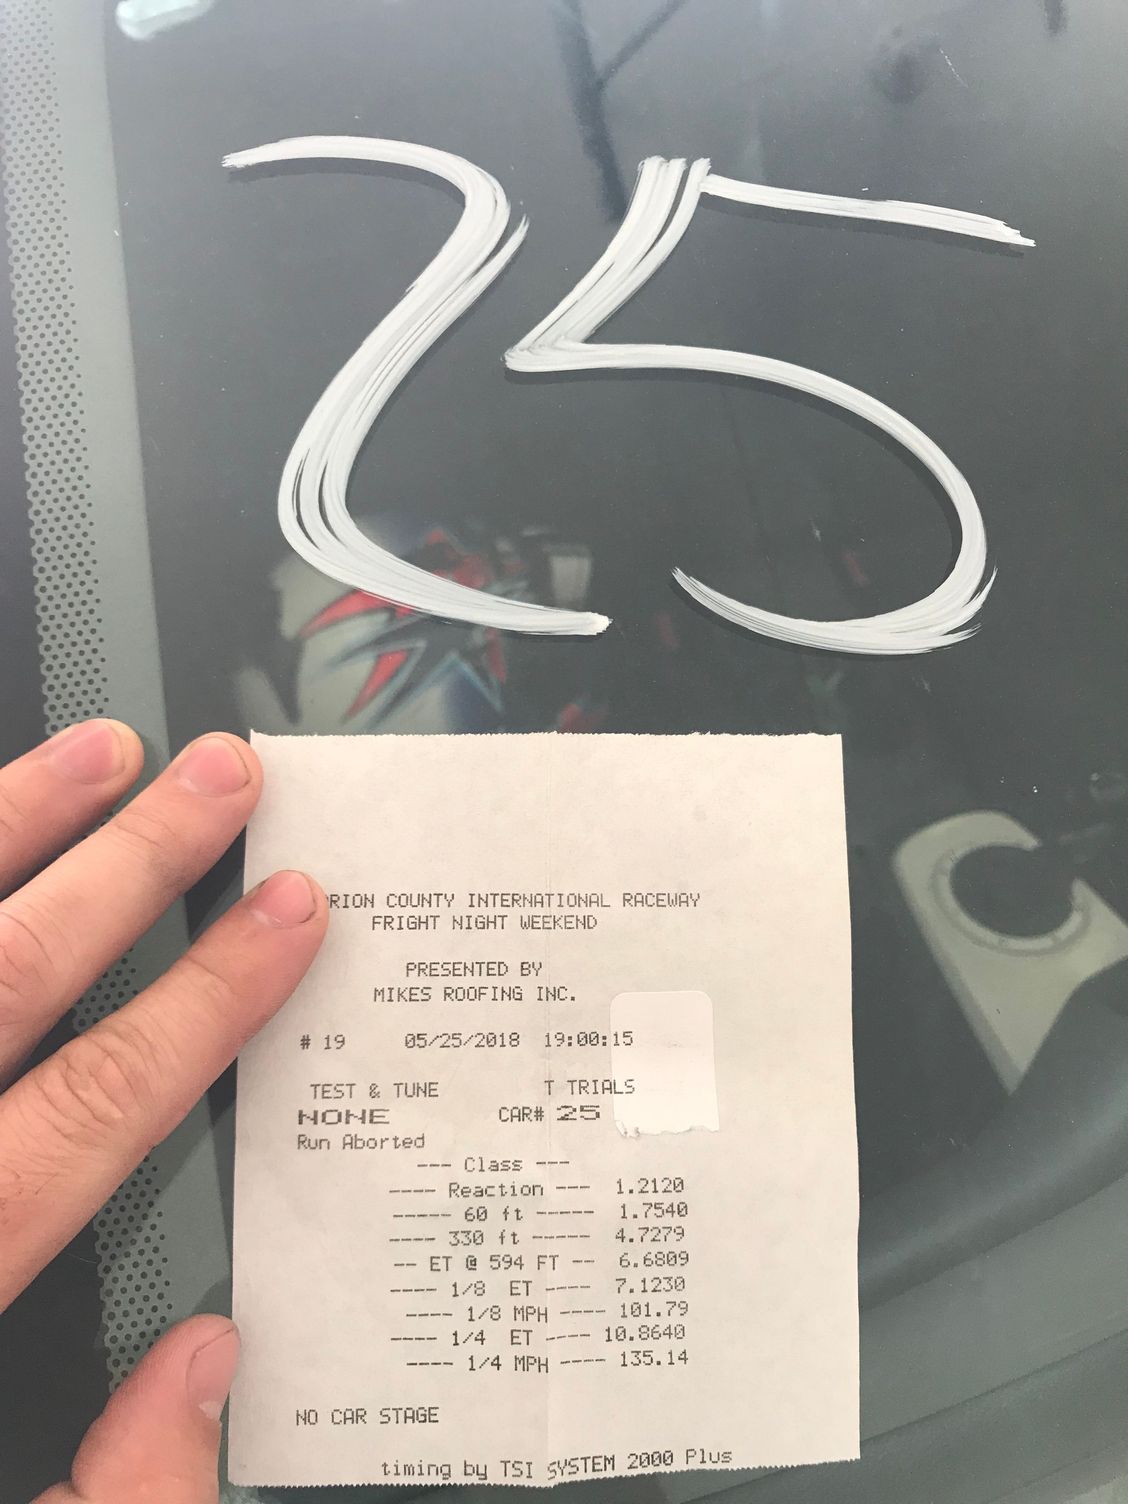 25
ORION COUNTY INTERNATIONAL RACEWAY
FRIGHT NIGHT WEEKEND
PRESENTED BY
MIKES ROOFING INC.
# 19 05/25/2018 19:00:15
TEST & TUNE T TRIALS
NONE CAR# 25
Run Aborted
--- Class ---
---- Reaction --- 1.2120
----- 60 ft ----- 1.7540
---- 330 ft ----- 4.7279
-- ET @ 594 FT -- 6.6809
---- 1/8 ET ---- 7.1230
---- 1/8 MPH ---- 101.79
---- 1/4 ET ---- 10.8640
---- 1/4 MPH ---- 135.14
NO CAR STAGE
timing by TSI SYSTEM 2000 Plus